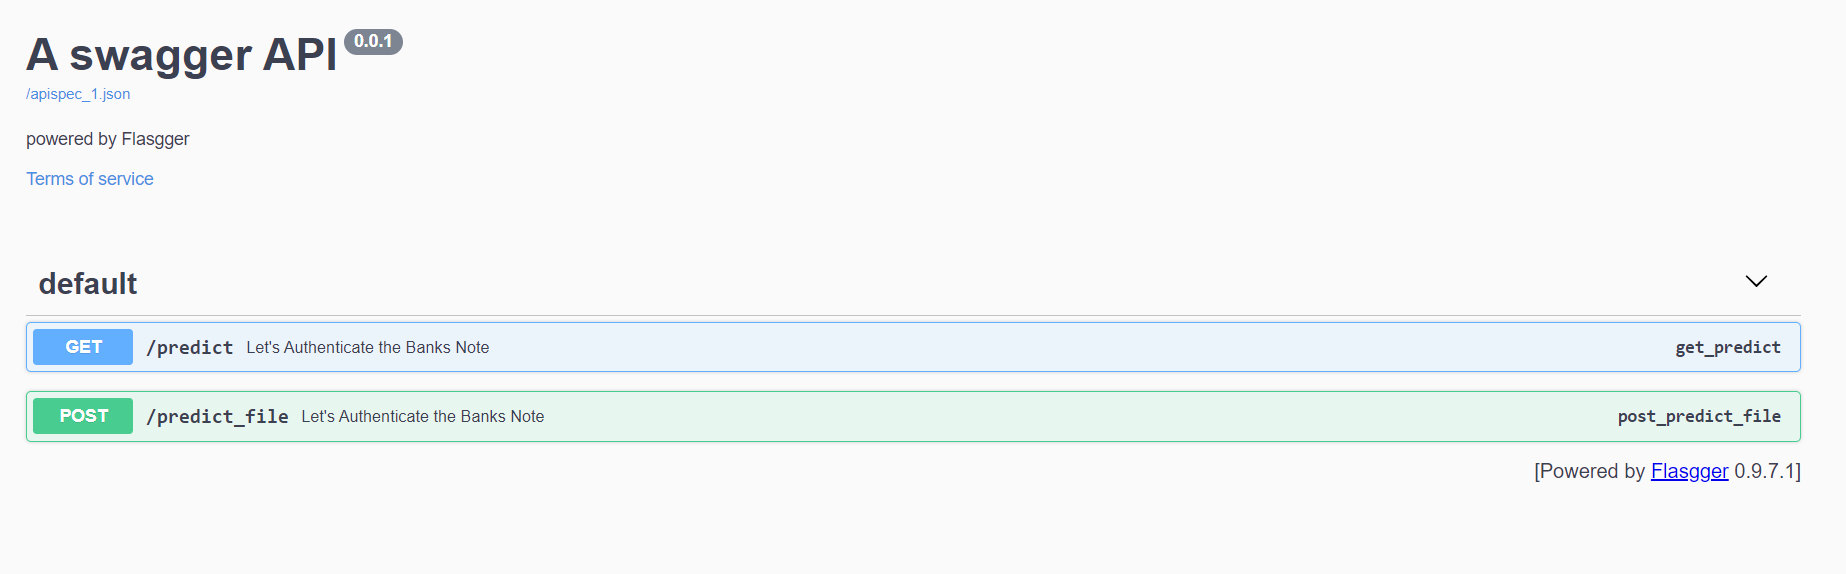 A swagger API 0.0.1
/apispec_1.json
powered by Flasgger
Terms of service
default
GET /predict Let's Authenticate the Banks Note get_predict
POST /predict_file Let's Authenticate the Banks Note post_predict_file
[Powered by Flasgger 0.9.7.1]